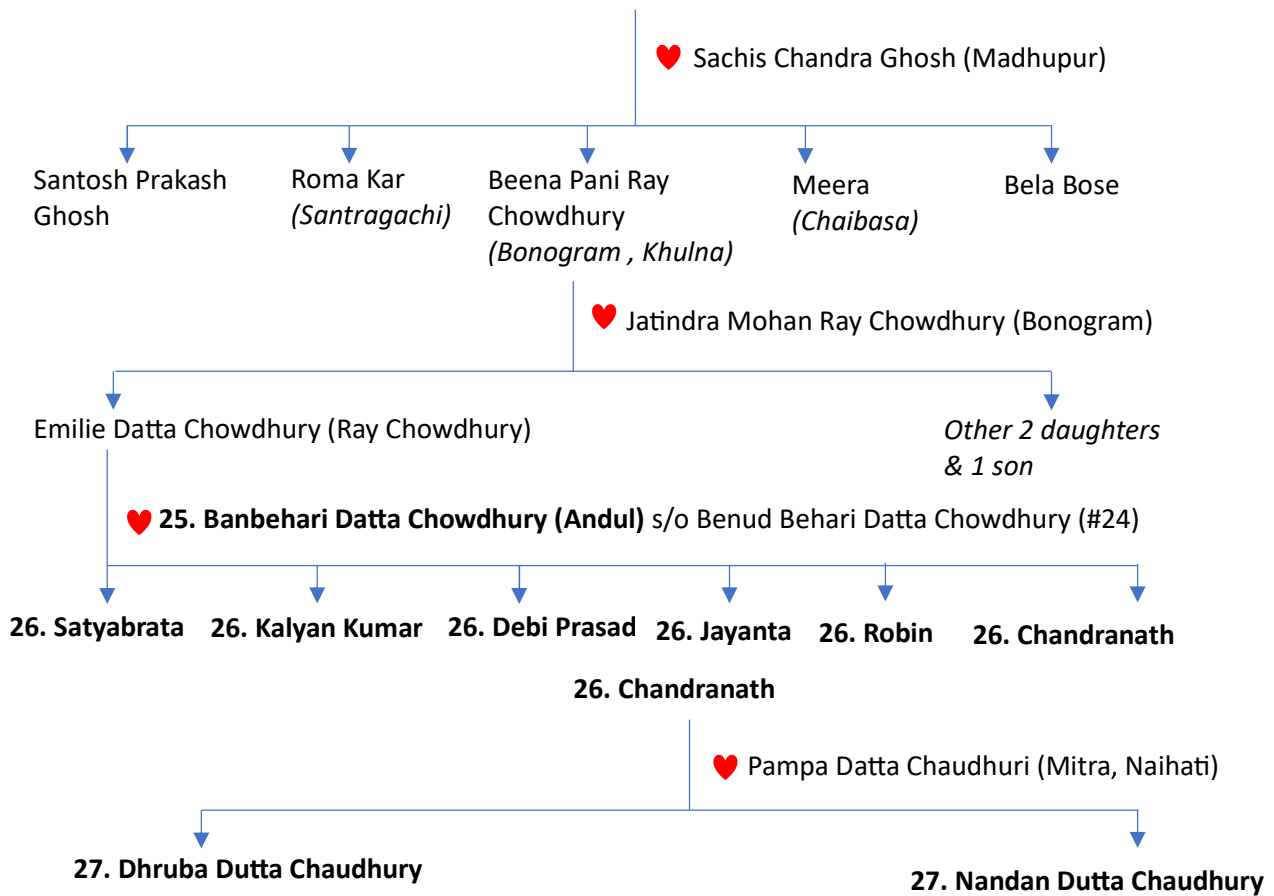 Sachis Chandra Ghosh (Madhupur)
Santosh Prakash
Ghosh
Roma Kar
(Santragachi)
Beena Pani Ray
Chowdhury
(Bonogram , Khulna)
Meera
(Chaibasa)
Bela Bose
Jatindra Mohan Ray Chowdhury (Bonogram)
Emilie Datta Chowdhury (Ray Chowdhury)
Other 2 daughters
& 1 son
25. Banbehari Datta Chowdhury (Andul) s/o Benud Behari Datta Chowdhury (#24)
26. Satyabrata
26. Kalyan Kumar
26. Debi Prasad
26. Jayanta
26. Robin
26. Chandranath
26. Chandranath
Pampa Datta Chaudhuri (Mitra, Naihati)
27. Dhruba Dutta Chaudhury
27. Nandan Dutta Chaudhury